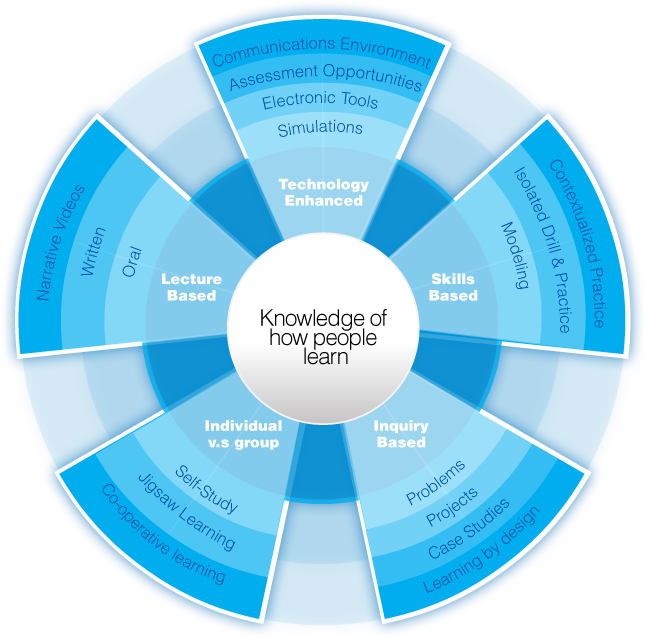 Communications Environment
Assessment Opportunities
Electronic Tools
Simulations
Technology
Enhanced
Contextualized Practice
Isolated Drill & Practice
Modeling
Skills
Based
Narrative Videos
Written
Oral
Lecture
Based
Knowledge of
how people
learn
Individual
v.s group
Self-Study
Jigsaw Learning
Co-operative learning
Inquiry
Based
Problems
Projects
Case Studies
Learning by design